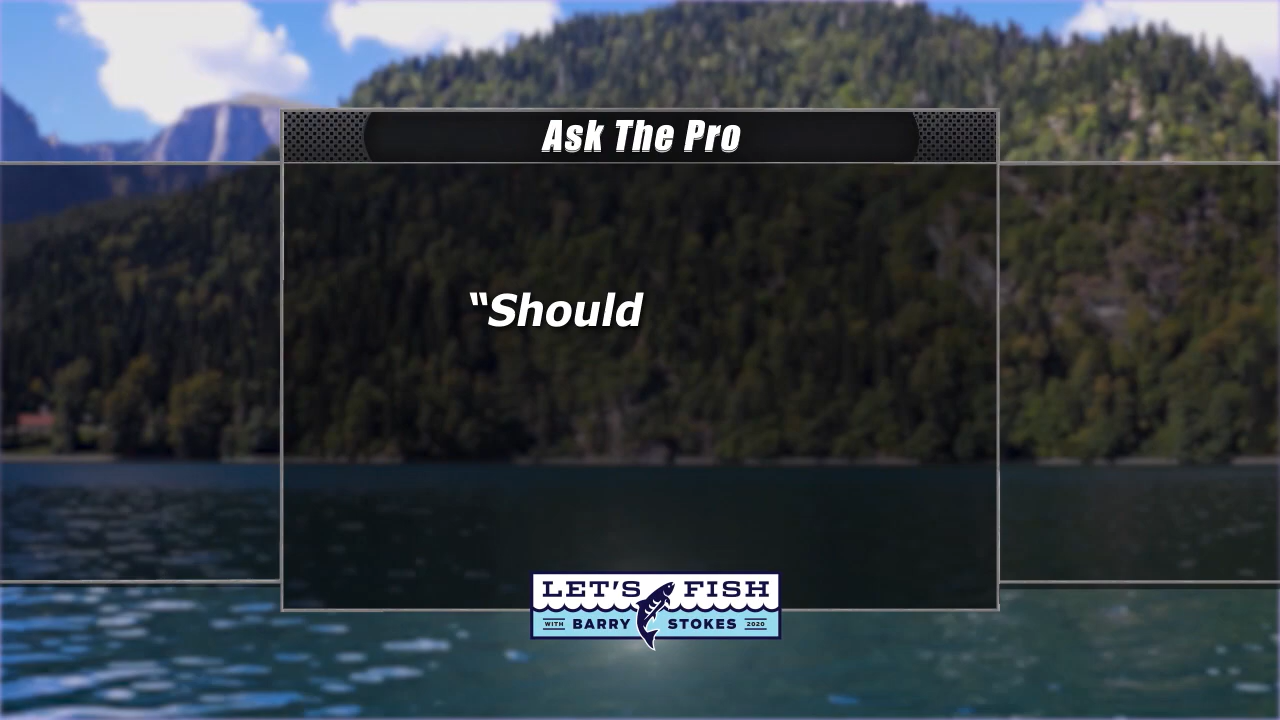 Ask The Pro
“Should
LET'S FISH
WITH BARRY STOKES 2020